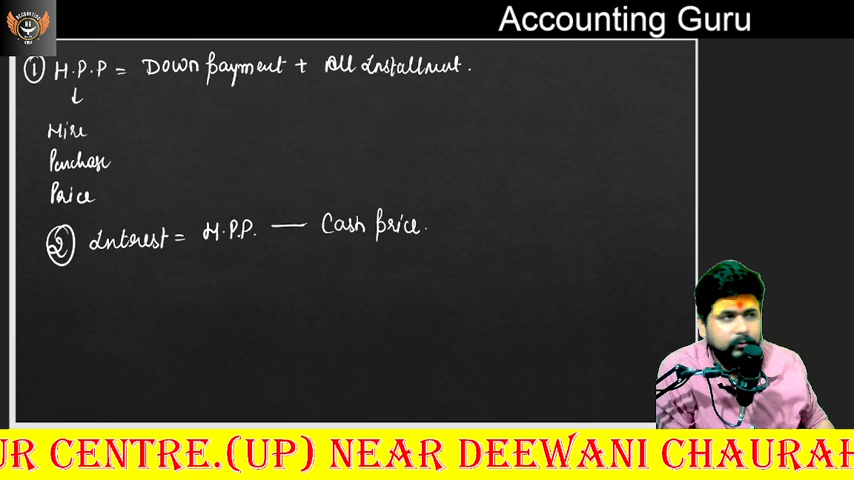 Accounting Guru
① H.P.P = Down payment + All Installment.
Hire
Purchase
Price
② Interest = H.P.P. — Cash price.
UR CENTRE.(UP) NEAR DEEWANI CHAURAH